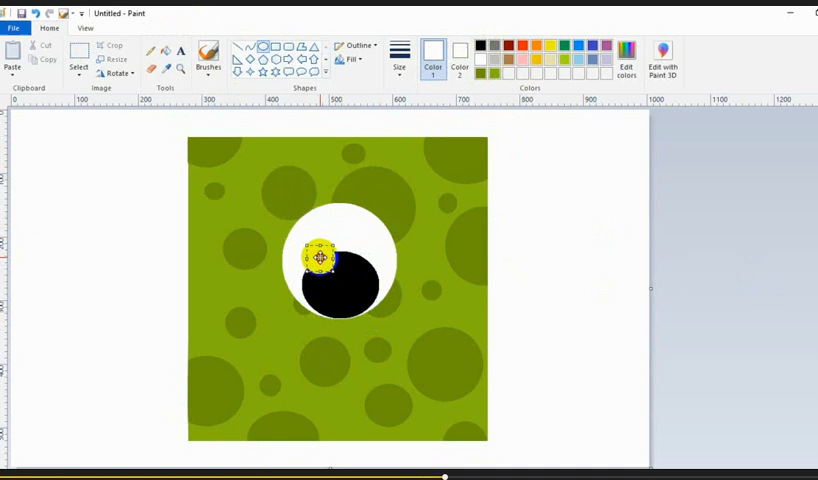 Untitled - Paint
File Home View
Paste
Cut
Copy
Clipboard
Select
Crop
Resize
Rotate
Image
A
Tools
Brushes
Outline
Fill
Shapes
Size
Color
1
Color
2
Edit
colors
Edit with
Paint 3D
Colors
0 100 200 300 400 500 600 700 800 900 1000 1100 1200